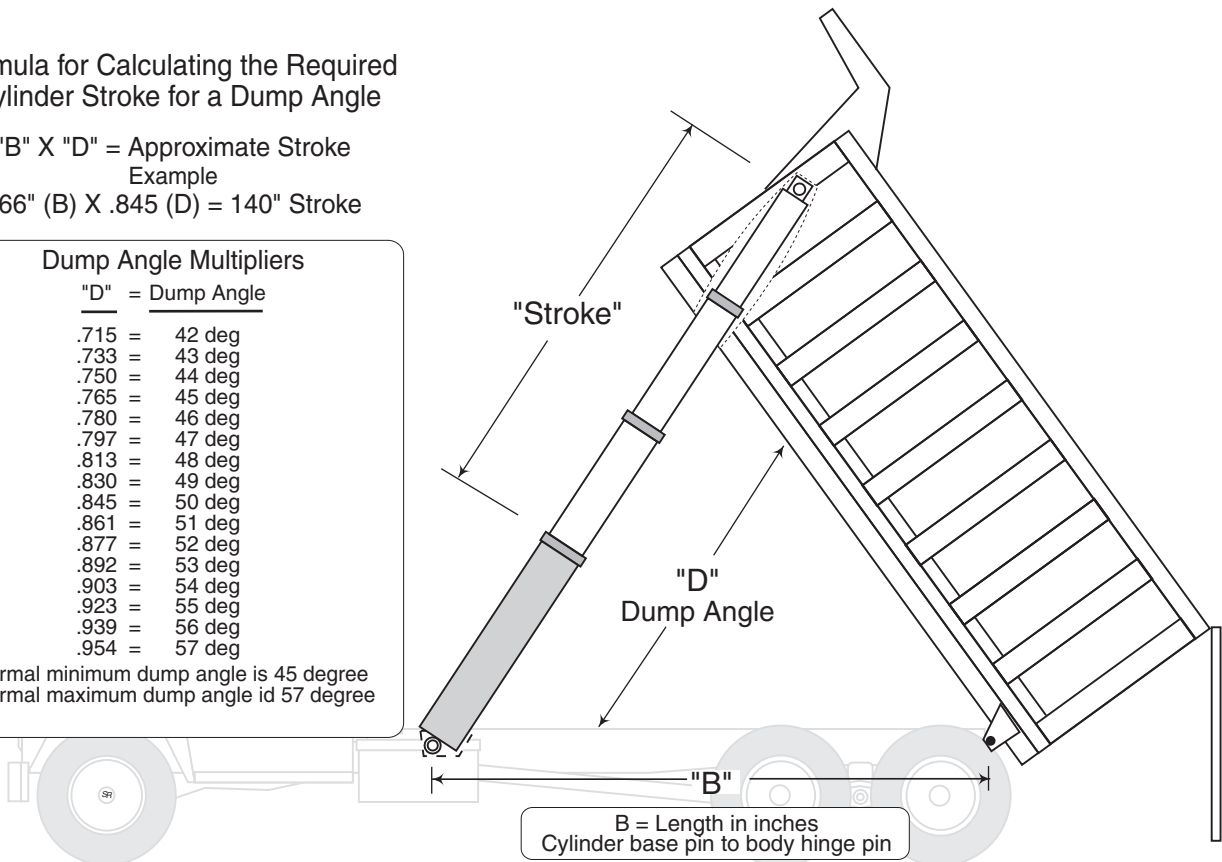 mula for Calculating the Required
ylinder Stroke for a Dump Angle
"B" X "D" = Approximate Stroke
Example
66" (B) X .845 (D) = 140" Stroke
Dump Angle Multipliers
"D" = Dump Angle
.715 = 42 deg
.733 = 43 deg
.750 = 44 deg
.765 = 45 deg
.780 = 46 deg
.797 = 47 deg
.813 = 48 deg
.830 = 49 deg
.845 = 50 deg
.861 = 51 deg
.877 = 52 deg
.892 = 53 deg
.903 = 54 deg
.923 = 55 deg
.939 = 56 deg
.954 = 57 deg
rmal minimum dump angle is 45 degree
rmal maximum dump angle id 57 degree
"Stroke"
"D"
Dump Angle
"B"
B = Length in inches
Cylinder base pin to body hinge pin
SR